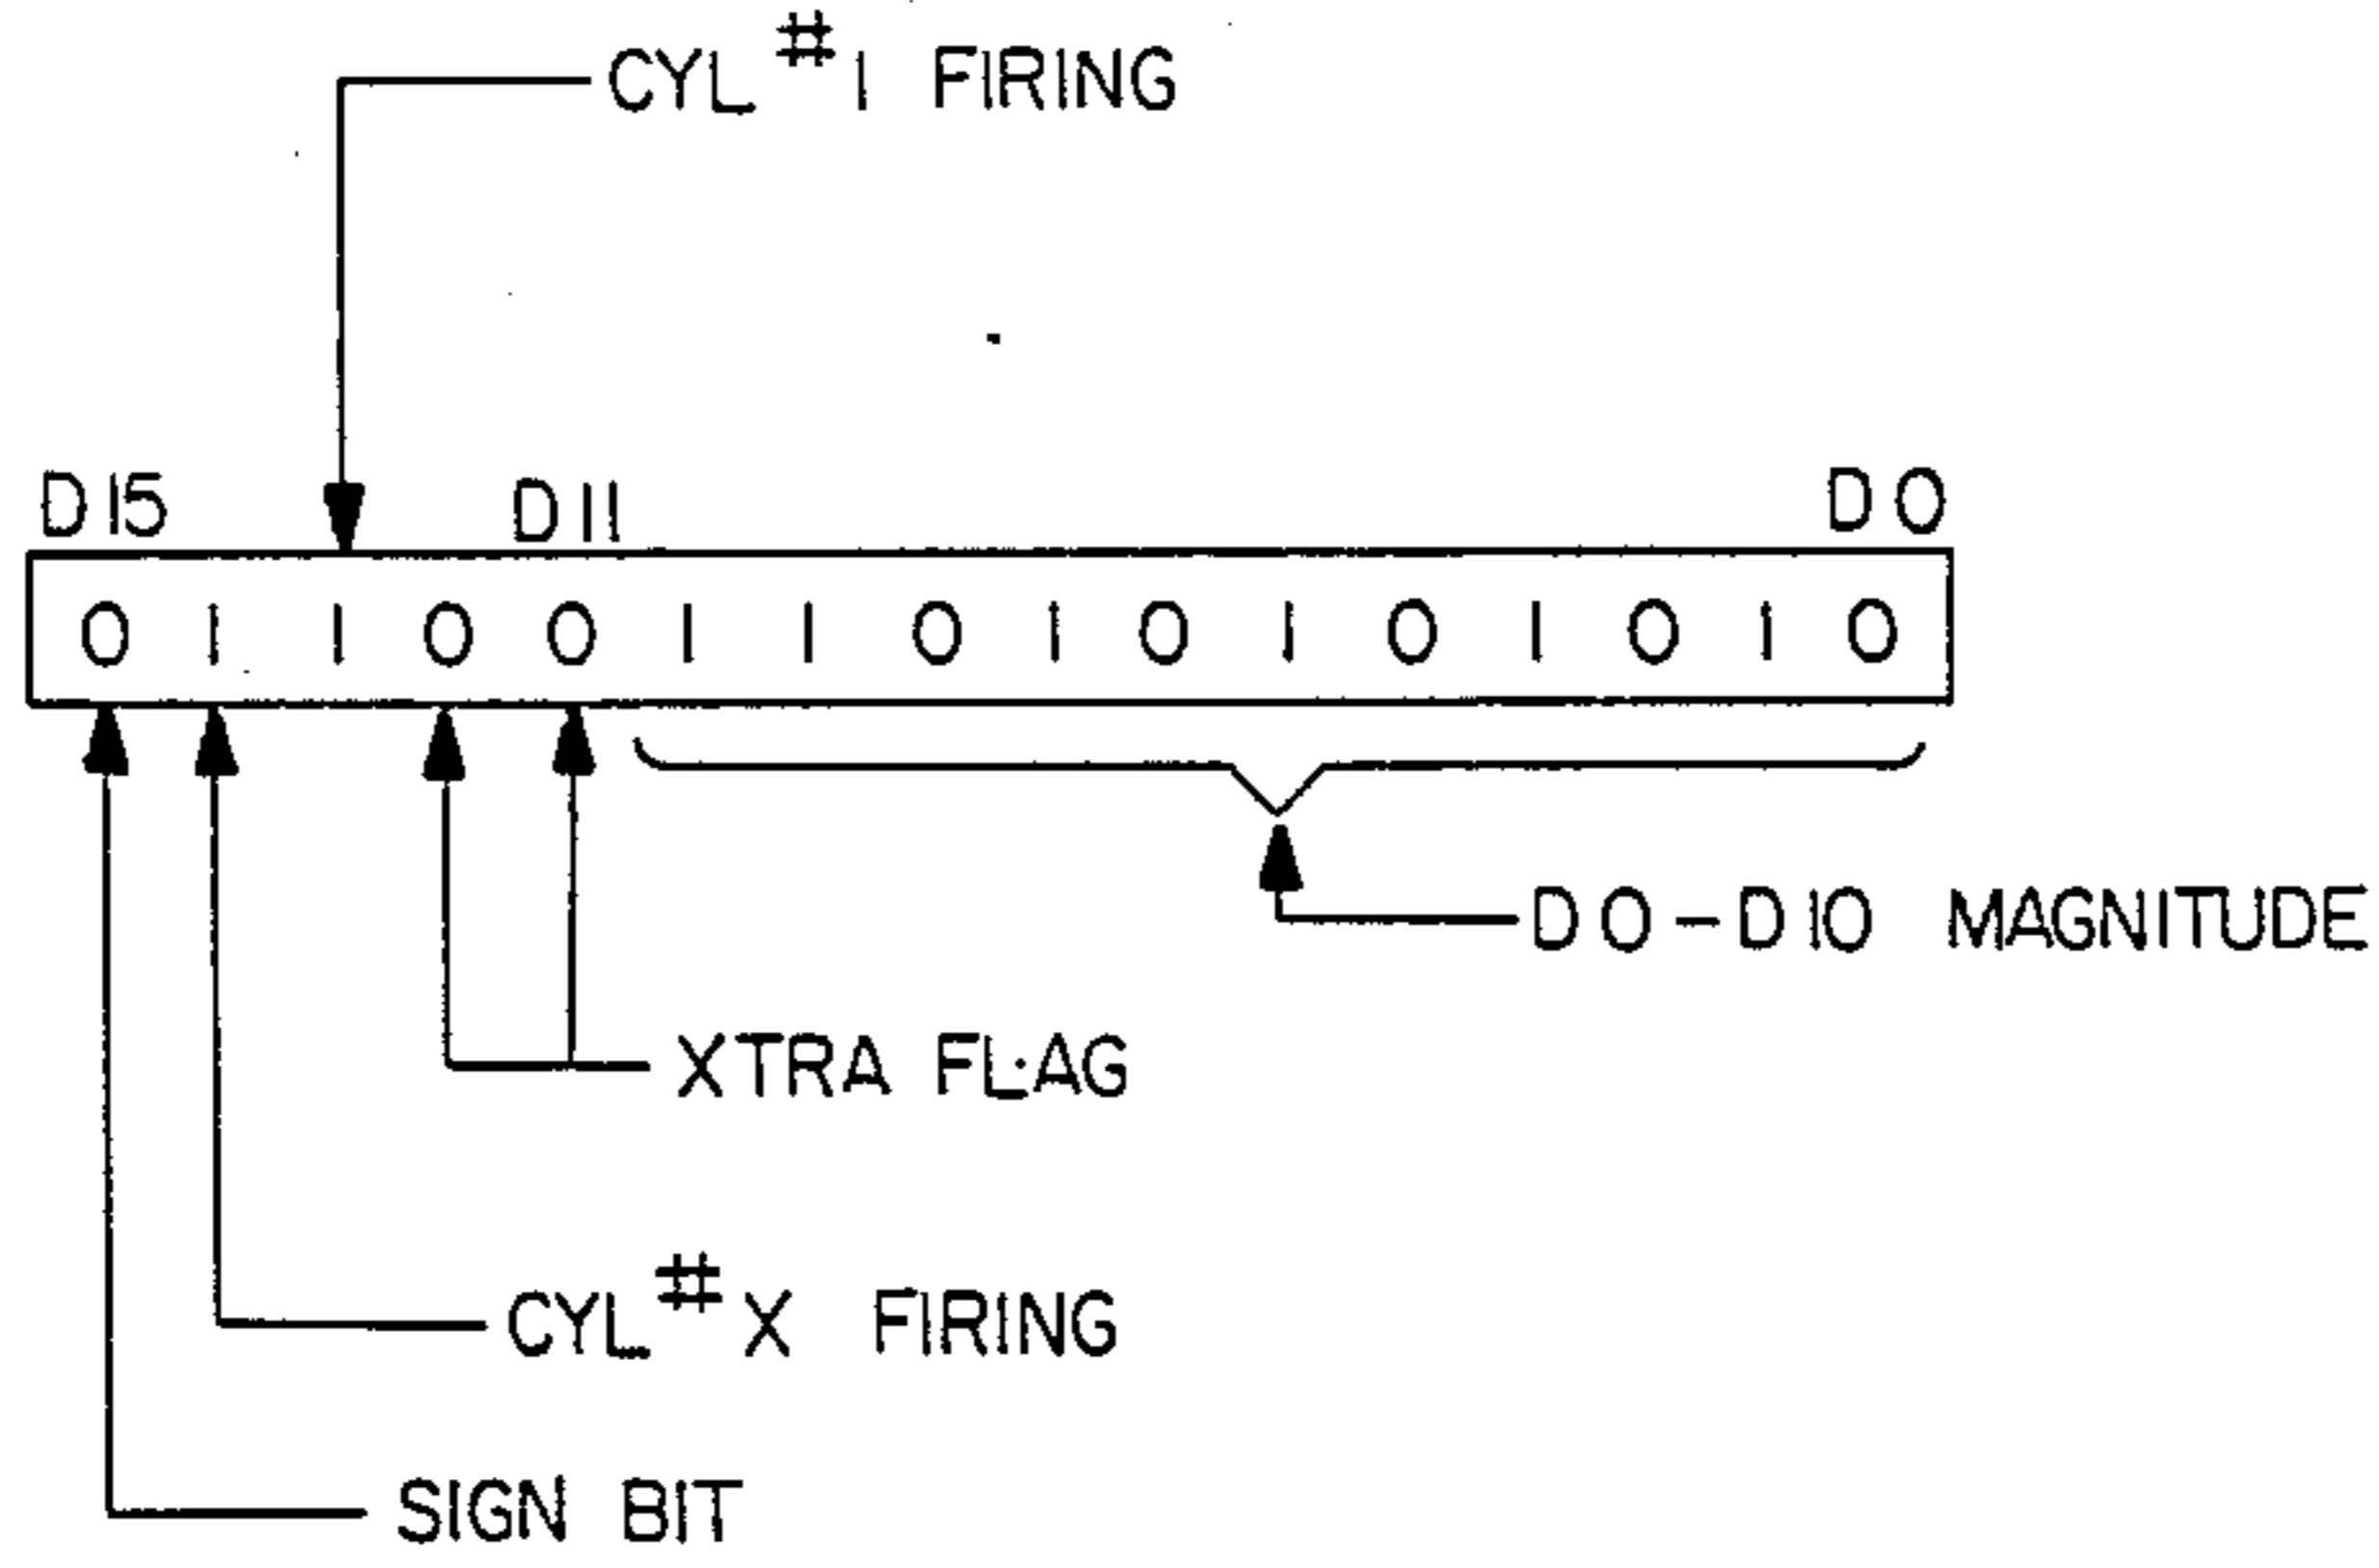 CYL #1 FIRING
D15 D11 D0
0 1 1 0 0 1 1 0 1 0 1 0 1 0 1 0
D0-D10 MAGNITUDE
XTRA FLAG
CYL #X FIRING
SIGN BIT